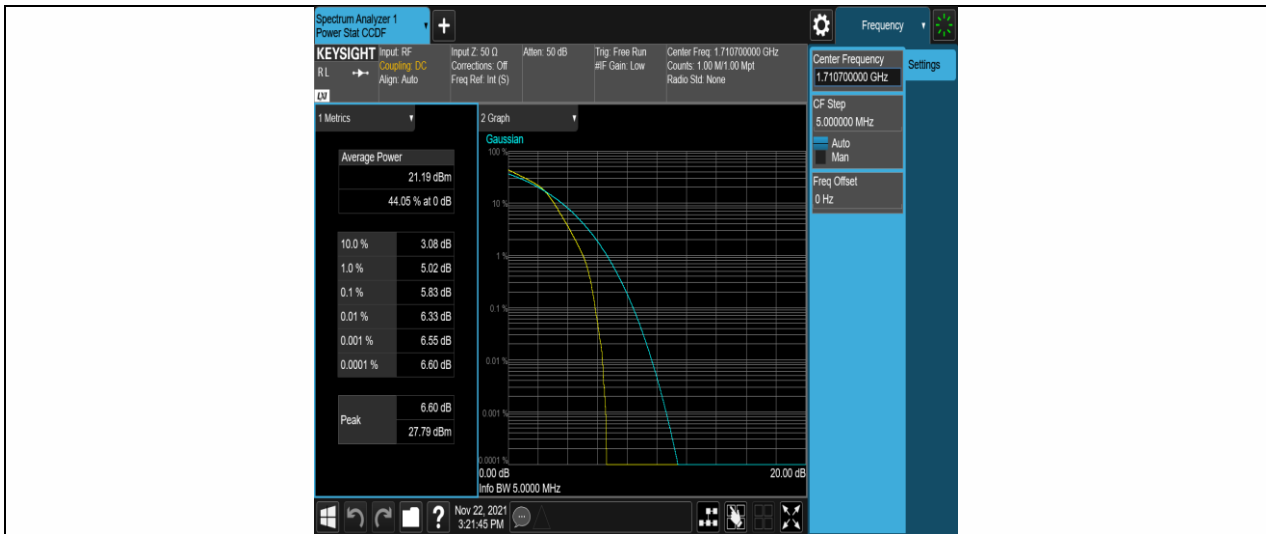 Spectrum Analyzer 1
Power Stat CCDF
+
Frequency
KEYSIGHT
RL
LXI
Input: RF
Coupling: DC
Align: Auto
Input Z: 50 Ω
Corrections: Off
Freq Ref: Int (S)
Atten: 50 dB
Trig: Free Run
#IF Gain: Low
Center Freq: 1.710700000 GHz
Counts: 1.00 M/1.00 Mpt
Radio Std: None
Center Frequency
1.710700000 GHz
Settings
CF Step
5.000000 MHz
Auto
Man
Freq Offset
0 Hz
1 Metrics
Average Power
21.19 dBm
44.05 % at 0 dB
10.0 % 3.08 dB
1.0 % 5.02 dB
0.1 % 5.83 dB
0.01 % 6.33 dB
0.001 % 6.55 dB
0.0001 % 6.60 dB
Peak
6.60 dB
27.79 dBm
2 Graph
Gaussian
100 %
10 %
1 %
0.1 %
0.01 %
0.001 %
0.0001 %
0.00 dB 20.00 dB
Info BW 5.0000 MHz
?
Nov 22, 2021
3:21:45 PM